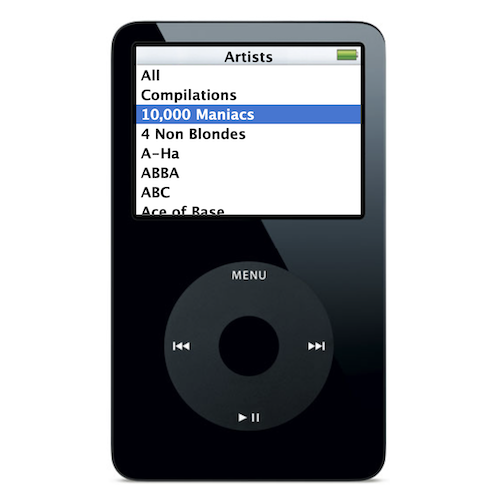 Artists
All
Compilations
10,000 Maniacs
4 Non Blondes
A-Ha
ABBA
ABC
Ace of Base
MENU